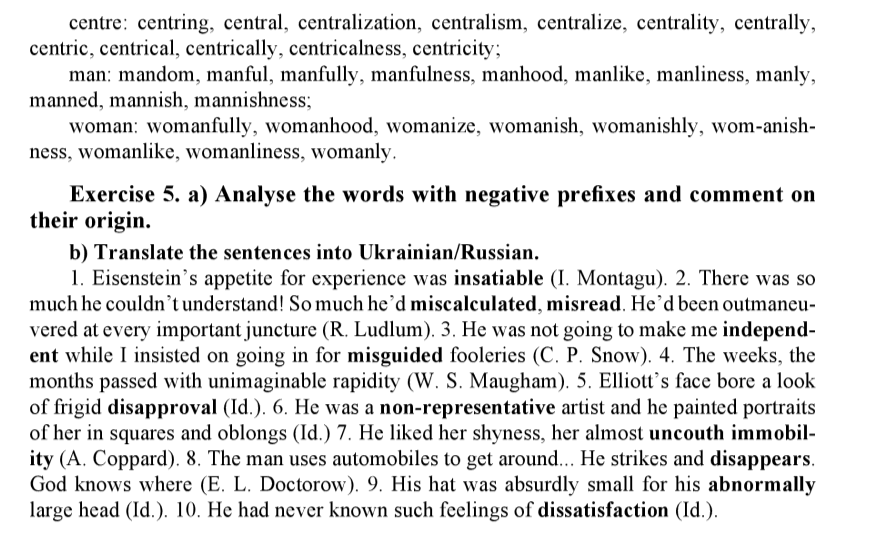 centre: centring, central, centralization, centralism, centralize, centrality, centrally,
centric, centrical, centrically, centricalness, centricity;
man: mandom, manful, manfully, manfulness, manhood, manlike, manliness, manly,
manned, mannish, mannishness;
woman: womanfully, womanhood, womanize, womanish, womanishly, wom-anish-
ness, womanlike, womanliness, womanly.
Exercise 5. a) Analyse the words with negative prefixes and comment on
their origin.
b) Translate the sentences into Ukrainian/Russian.
1. Eisenstein’s appetite for experience was insatiable (I. Montagu). 2. There was so
much he couldn’t understand! So much he’d miscalculated, misread. He’d been outmaneu-
vered at every important juncture (R. Ludlum). 3. He was not going to make me independ-
ent while I insisted on going in for misguided fooleries (C. P. Snow). 4. The weeks, the
months passed with unimaginable rapidity (W. S. Maugham). 5. Elliott’s face bore a look
of frigid disapproval (Id.). 6. He was a non-representative artist and he painted portraits
of her in squares and oblongs (Id.) 7. He liked her shyness, her almost uncouth immobil-
ity (A. Coppard). 8. The man uses automobiles to get around... He strikes and disappears.
God knows where (E. L. Doctorow). 9. His hat was absurdly small for his abnormally
large head (Id.). 10. He had never known such feelings of dissatisfaction (Id.).